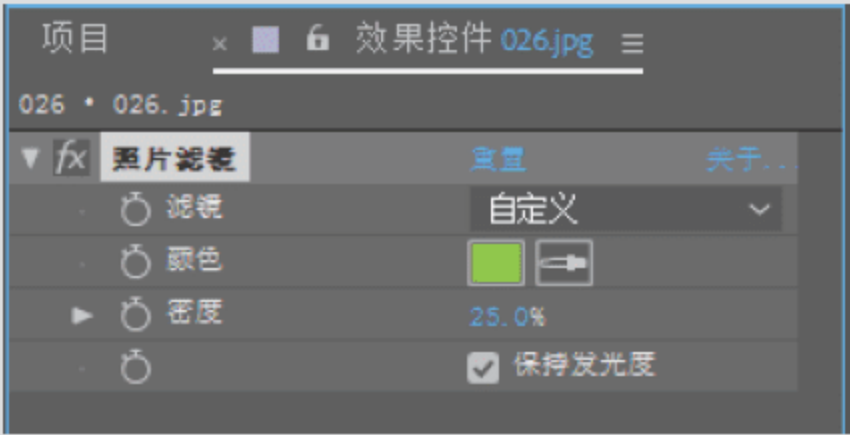 项目 × 效果控件 026.jpg
026 • 026.jpg
fx 照片滤镜 重置 关于...
滤镜 自定义
颜色
密度 25.0%
保持发光度